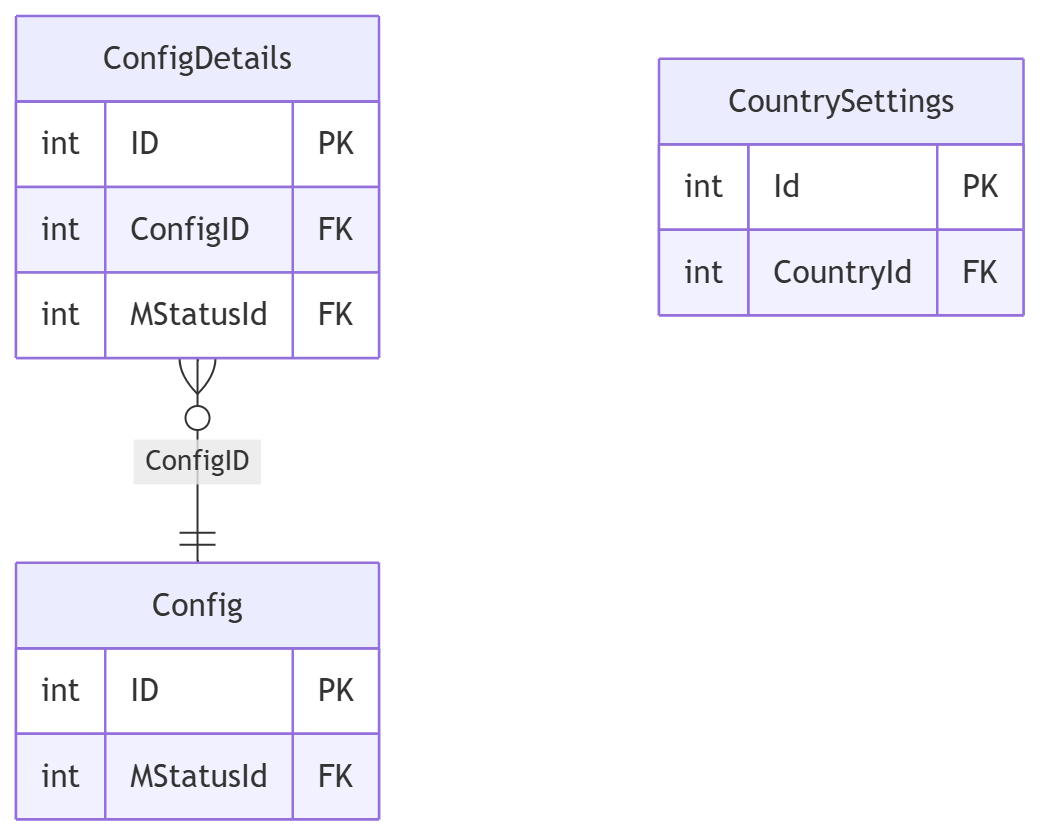 ConfigDetails
int ID PK
int ConfigID FK
int MStatusId FK
ConfigID
Config
int ID PK
int MStatusId FK
CountrySettings
int Id PK
int CountryId FK